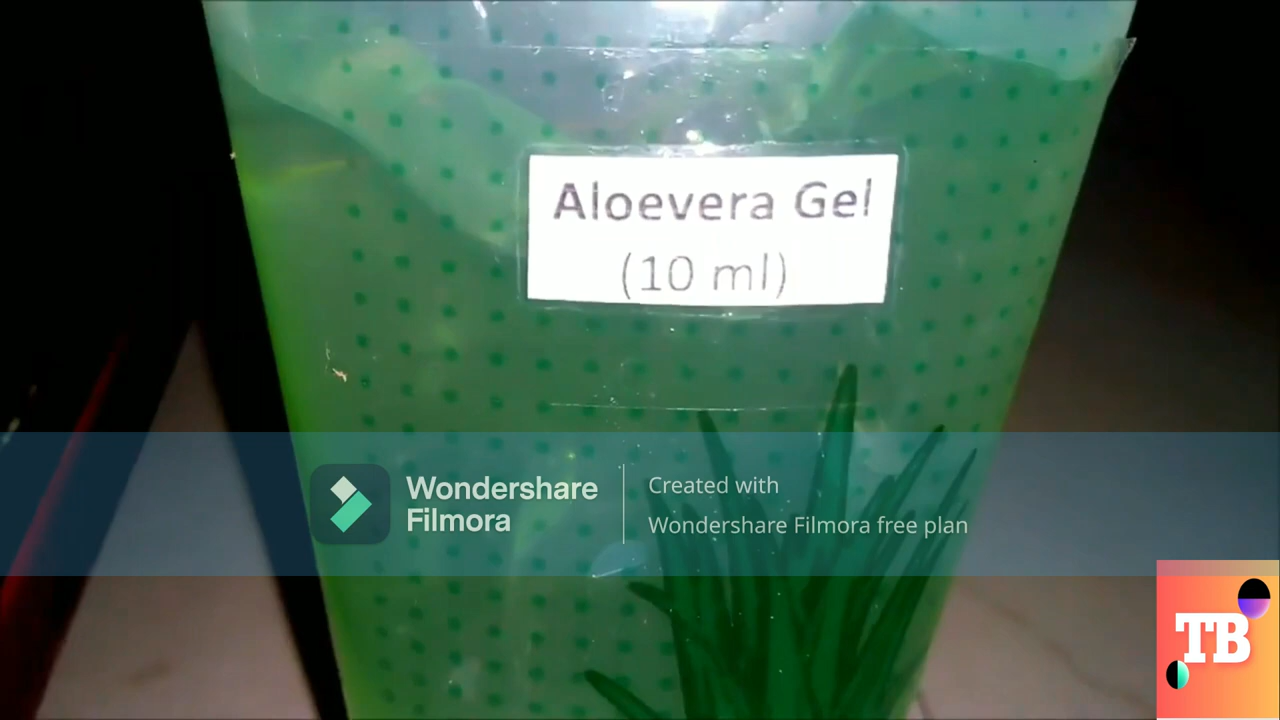 Aloevera Gel
(10 ml)
Wondershare
Filmora
Created with
Wondershare Filmora free plan
TB